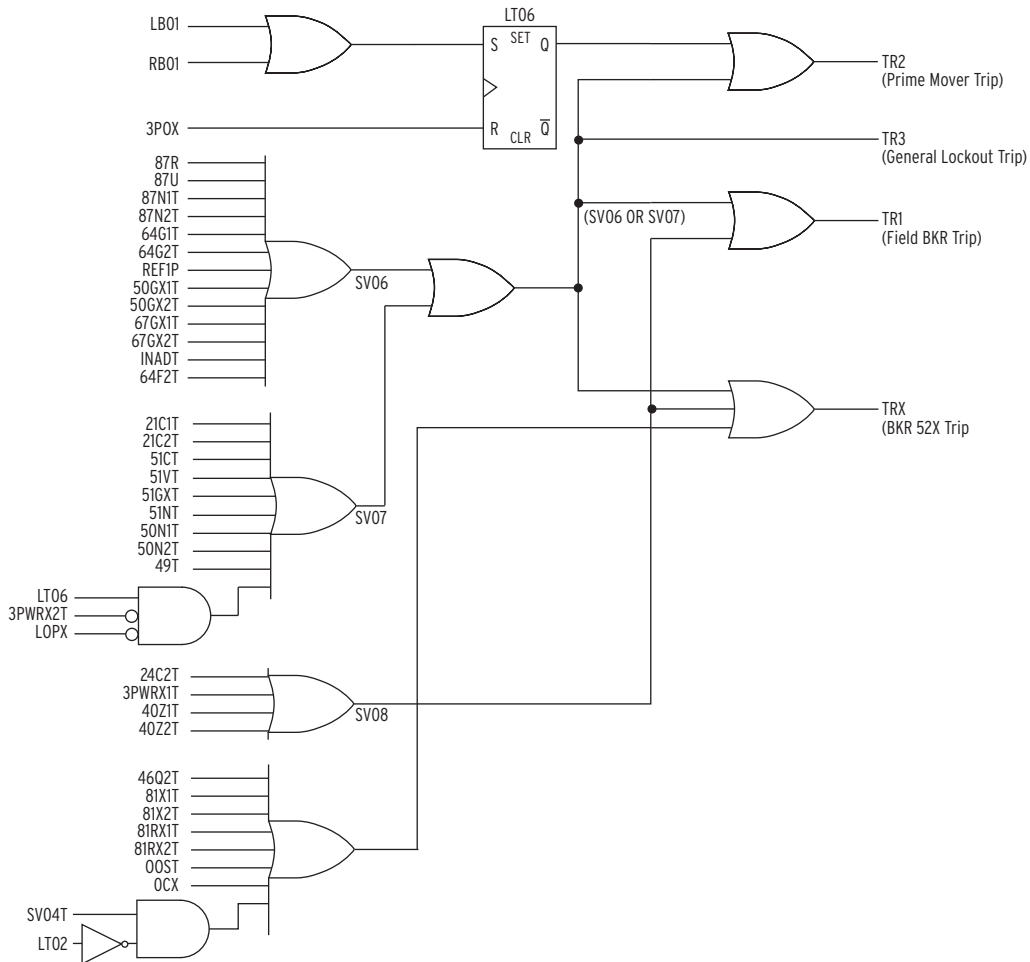 LT06
LB01
RB01
3POX
S SET Q
R CLR Q̅
TR2
(Prime Mover Trip)
TR3
(General Lockout Trip)
87R
87U
87N1T
87N2T
64G1T
64G2T
REF1P
50GX1T
50GX2T
67GX1T
67GX2T
INADT
64F2T
SV06
(SV06 OR SV07)
TR1
(Field BKR Trip)
21C1T
21C2T
51CT
51VT
51GXT
51NT
50N1T
50N2T
49T
SV07
TRX
(BKR 52X Trip
LT06
3PWRX2T
LOPX
24C2T
3PWRX1T
40Z1T
40Z2T
SV08
46Q2T
81X1T
81X2T
81RX1T
81RX2T
OOST
OCX
SV04T
LT02